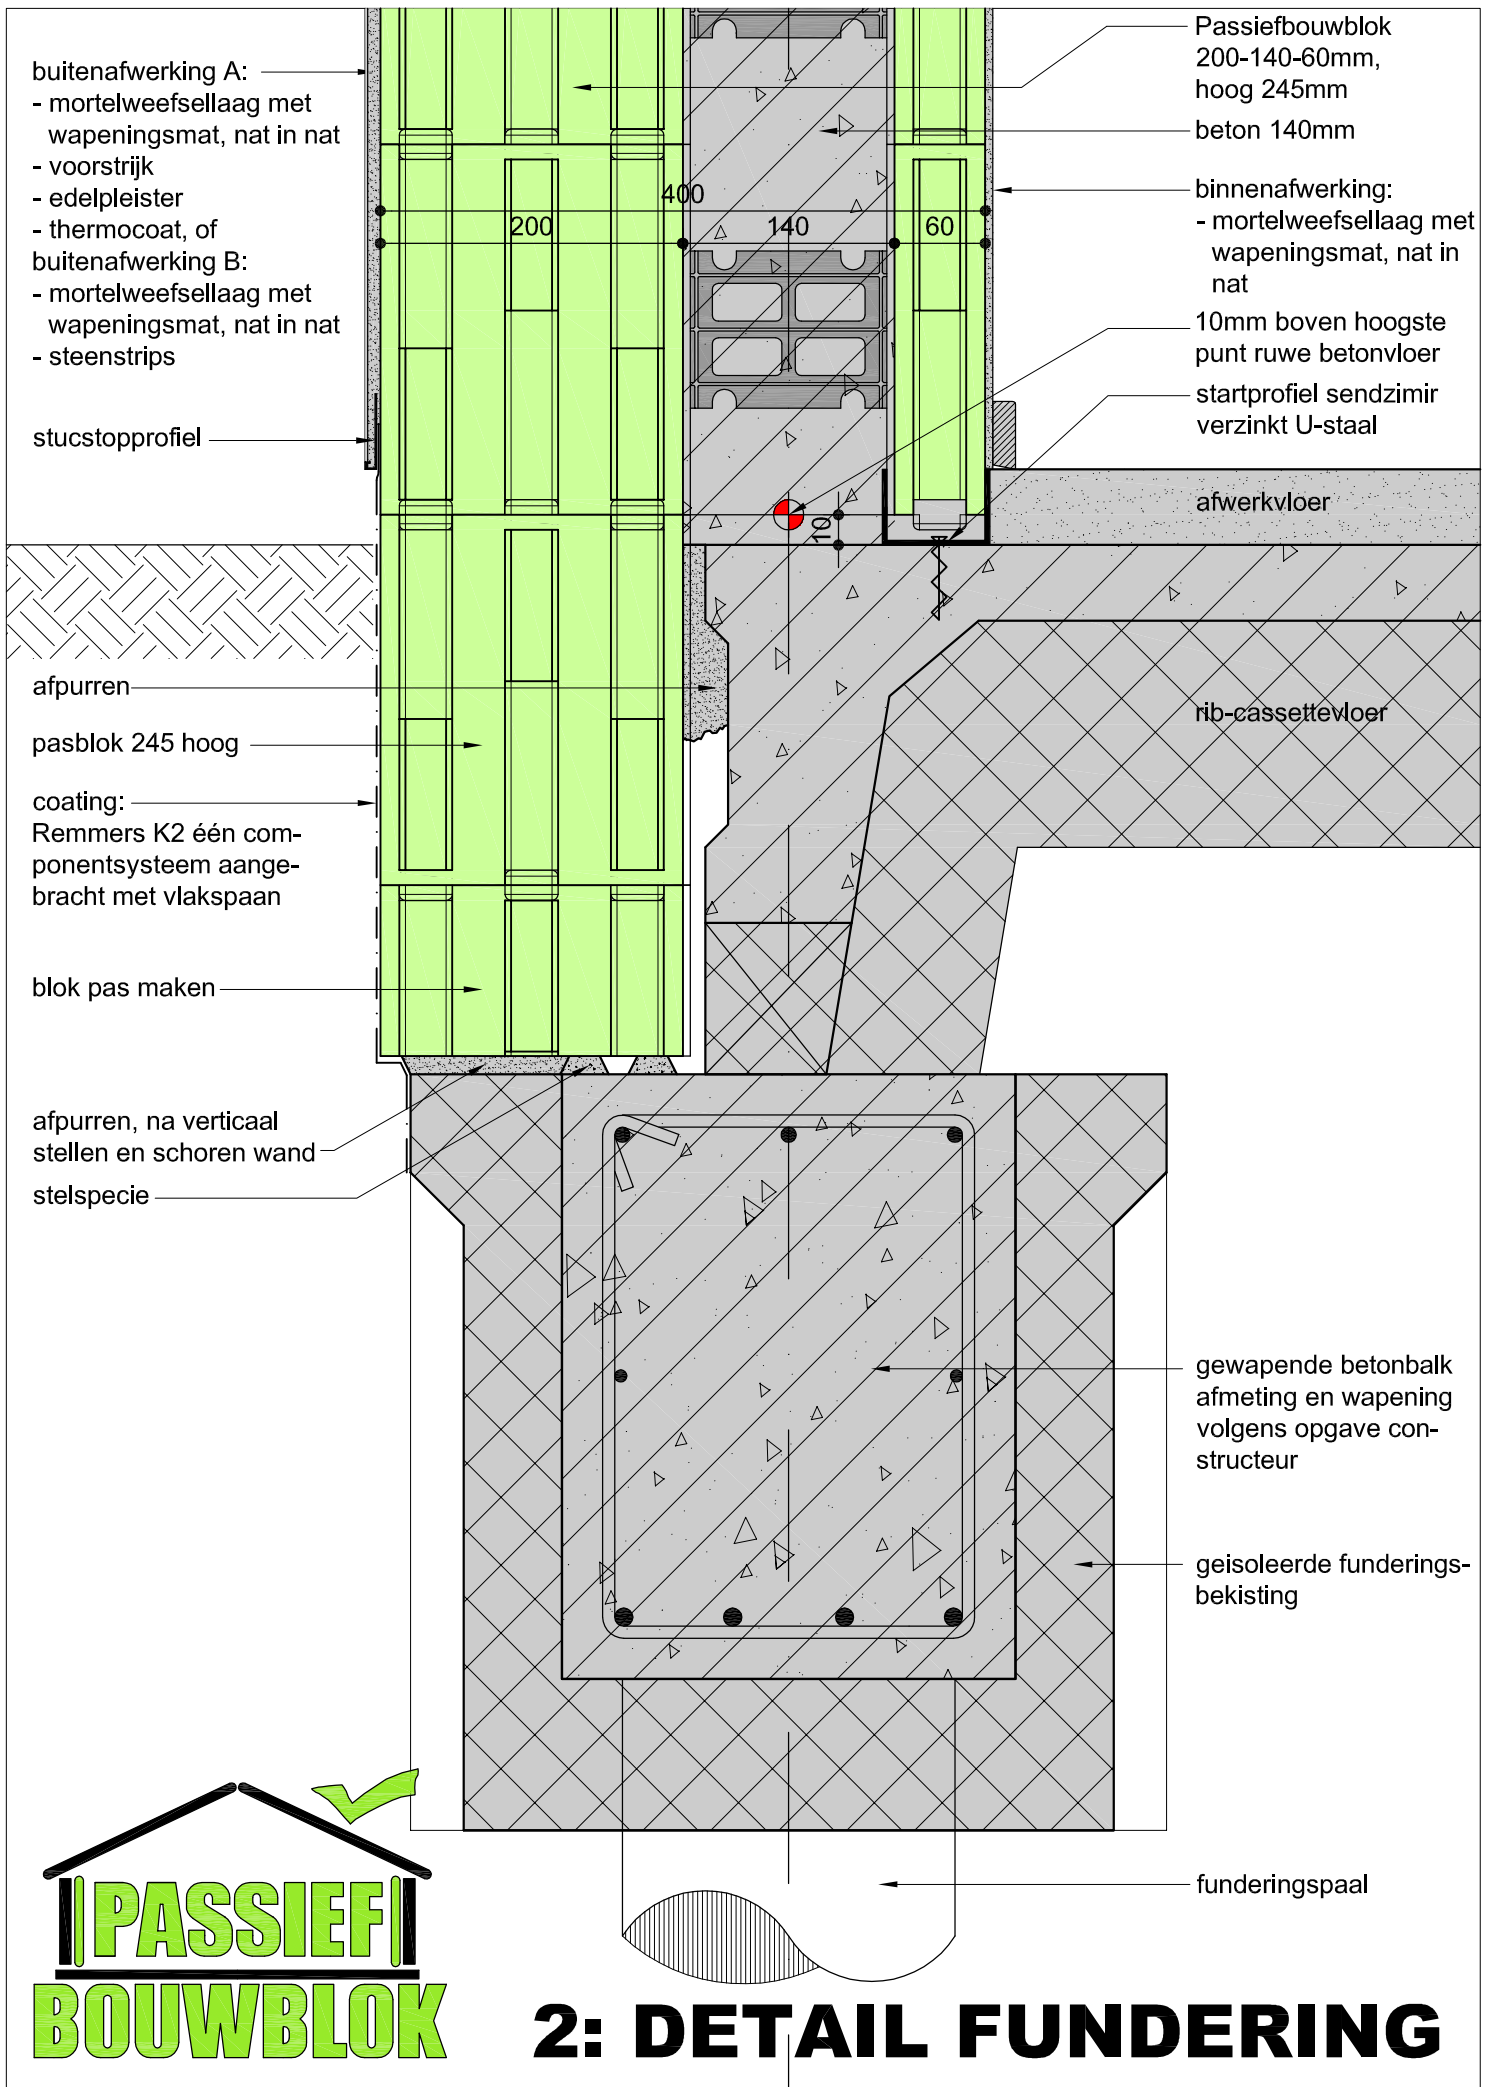 buitenafwerking A:
- mortelweefsellaag met
wapeningsmat, nat in nat
- voorstrijk
- edelpleister
- thermocoat, of
buitenafwerking B:
- mortelweefsellaag met
wapeningsmat, nat in nat
- steenstrips
stucstopprofiel
afpurren
pasblok 245 hoog
coating:
Remmers K2 één com-
ponentsysteem aange-
bracht met vlakspaan
blok pas maken
afpurren, na verticaal
stellen en schoren wand
stelspecie
400
200
140
60
10
Passiefbouwblok
200-140-60mm,
hoog 245mm
beton 140mm
binnenafwerking:
- mortelweefsellaag met
wapeningsmat, nat in
nat
10mm boven hoogste
punt ruwe betonvloer
startprofiel sendzimir
verzinkt U-staal
afwerkvloer
rib-cassettevloer
gewapende betonbalk
afmeting en wapening
volgens opgave con-
structeur
geisoleerde funderings-
bekisting
funderingspaal
PASSIEF
BOUWBLOK
2: DETAIL FUNDERING